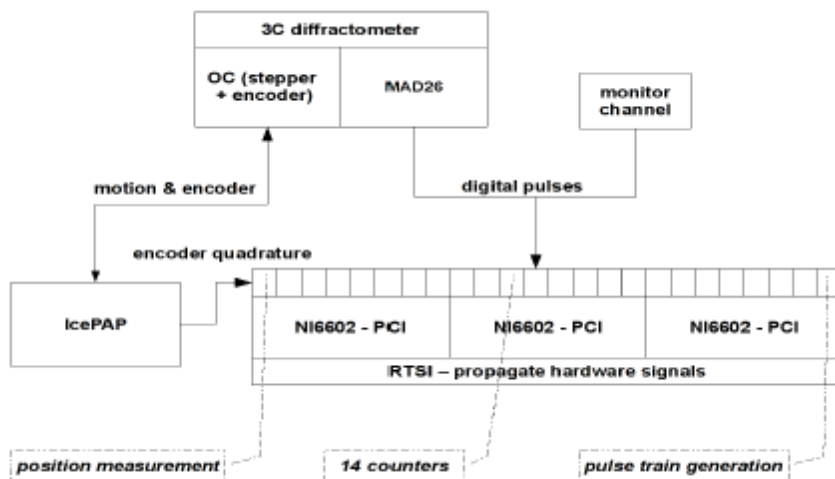 3C diffractometer
OC (stepper
+ encoder)
MAD26
monitor
channel
motion & encoder
digital pulses
encoder quadrature
IcePAP
NI6602 - PCI
NI6602 - PCI
NI6602 - PCI
RTSI – propagate hardware signals
position measurement
14 counters
pulse train generation